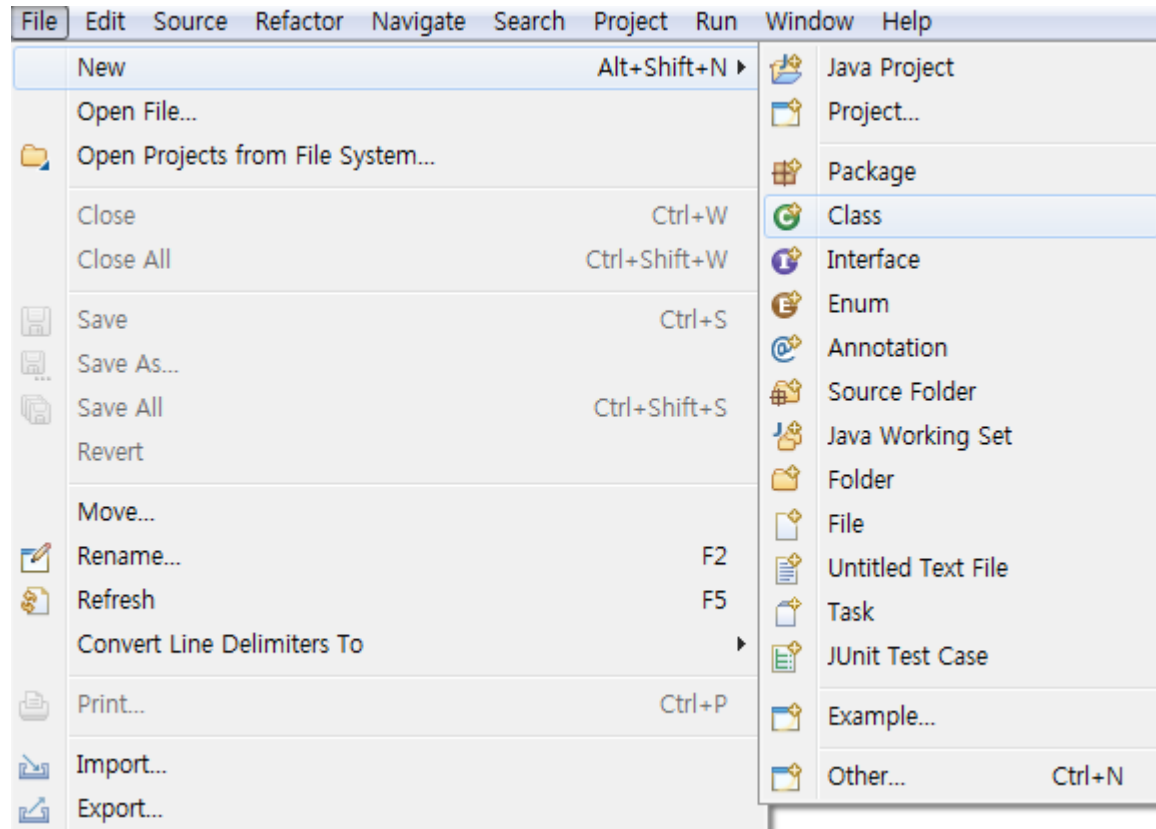 File Edit Source Refactor Navigate Search Project Run Window Help
New Alt+Shift+N
Open File...
Open Projects from File System...
Close Ctrl+W
Close All Ctrl+Shift+W
Save Ctrl+S
Save As...
Save All Ctrl+Shift+S
Revert
Move...
Rename... F2
Refresh F5
Convert Line Delimiters To
Print... Ctrl+P
Import...
Export...
Java Project
Project...
Package
Class
Interface
Enum
Annotation
Source Folder
Java Working Set
Folder
File
Untitled Text File
Task
JUnit Test Case
Example...
Other... Ctrl+N